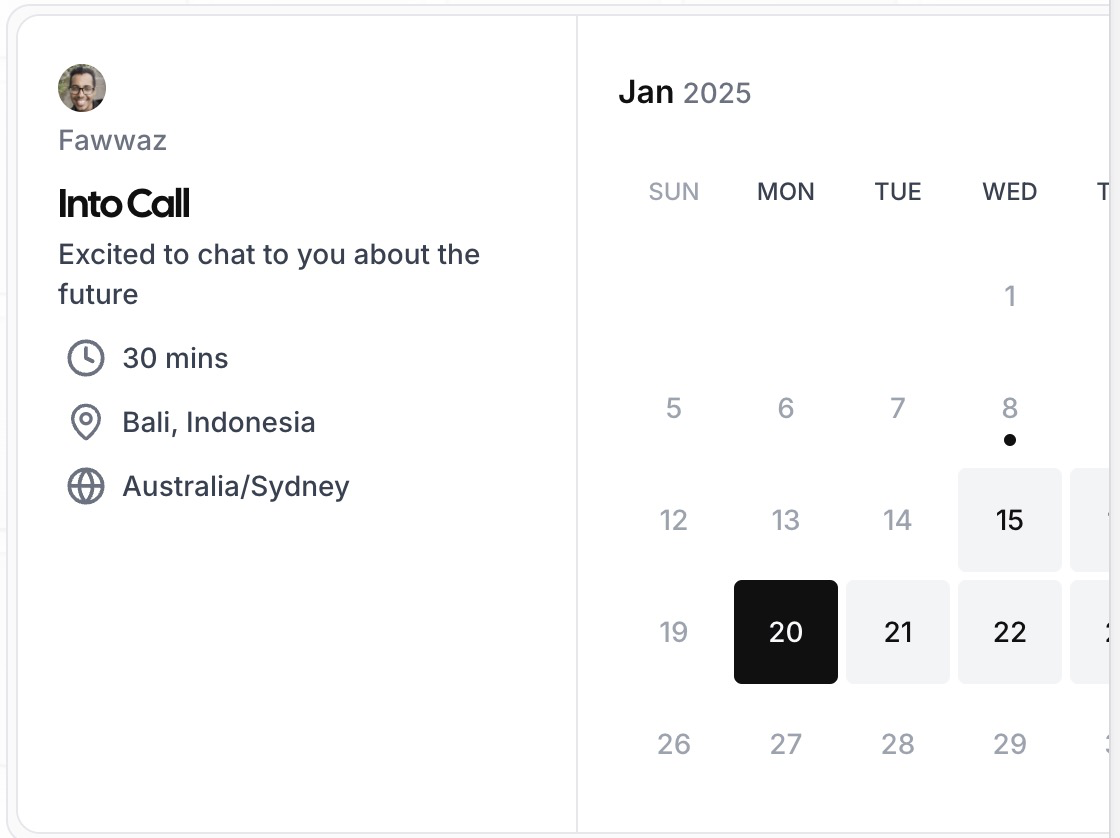 Fawwaz
Into Call
Excited to chat to you about the
future
30 mins
Bali, Indonesia
Australia/Sydney
Jan 2025
SUN MON TUE WED
1
5 6 7 8
12 13 14 15
19 20 21 22
26 27 28 29